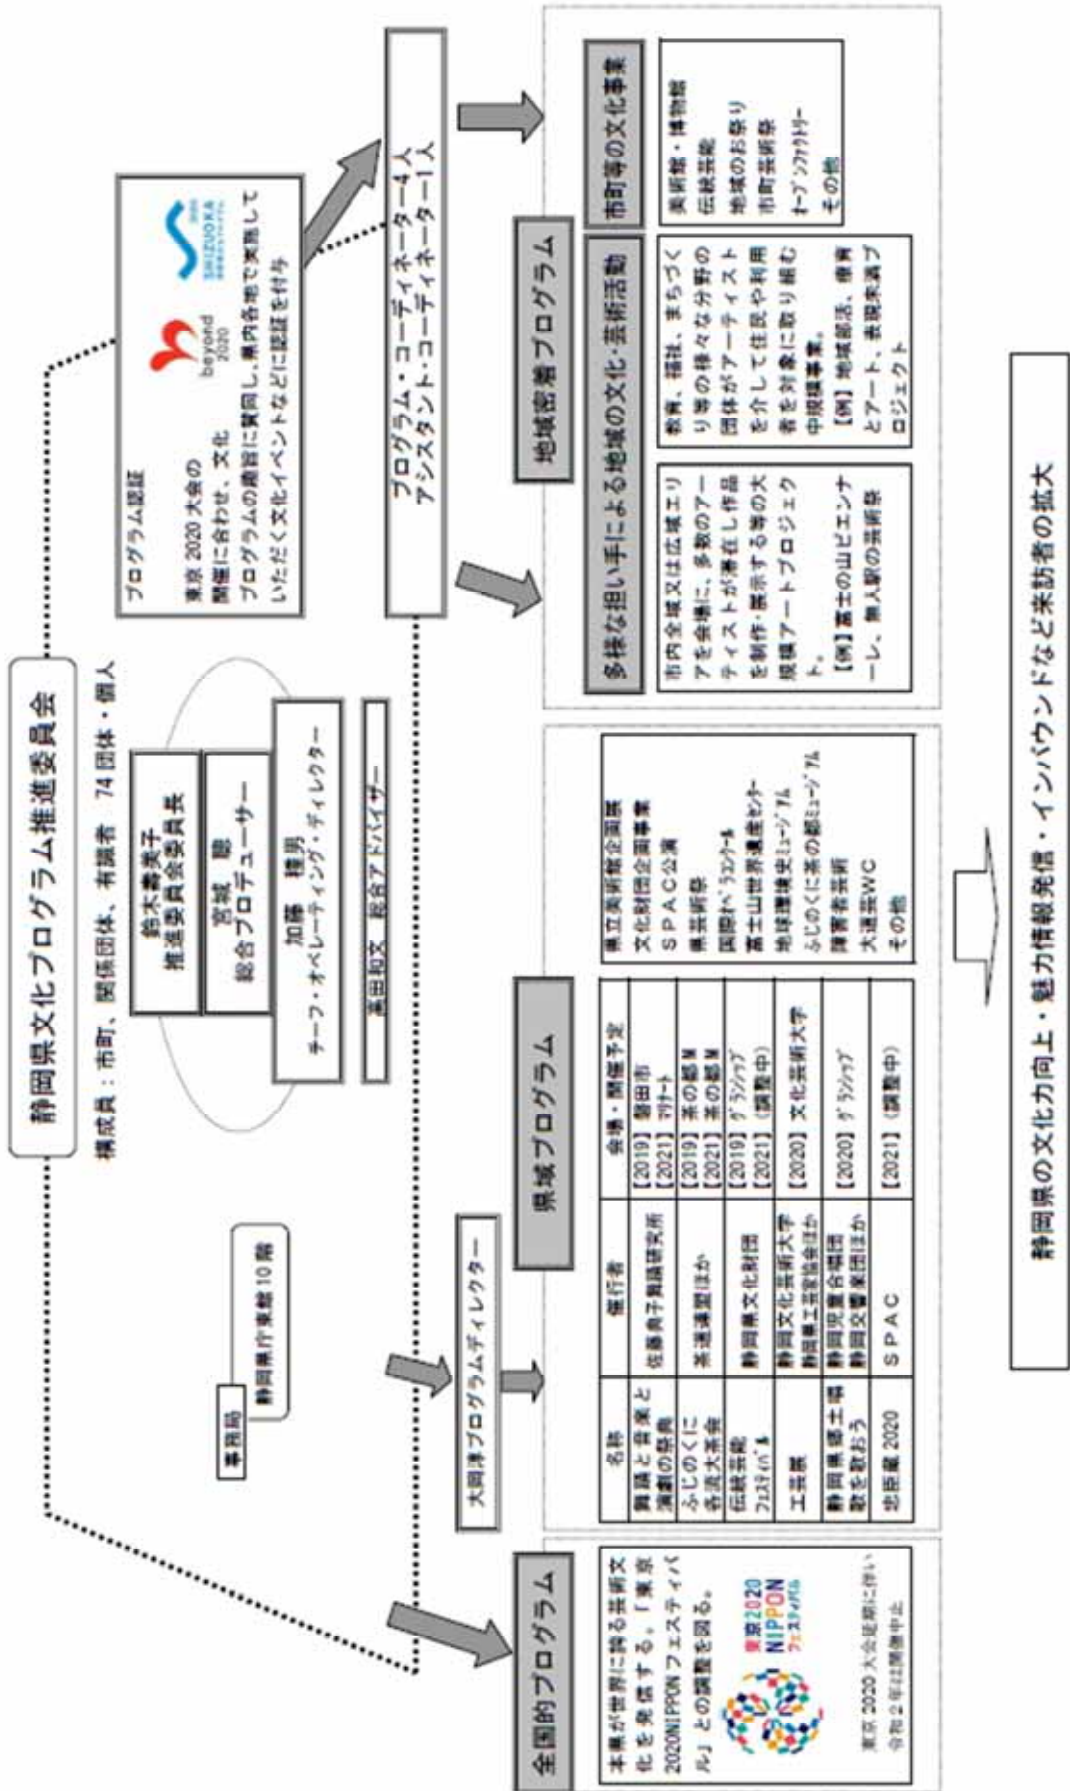 静岡県文化プログラム推進委員会
構成員：市町、関係団体、有識者　74団体・個人
事務局
静岡県庁東館10階
鈴木壽美子
推進委員会委員長
宮城　聰
総合プロデューサー
加藤　種男
チーフ・オペレーティング・ディレクター
高田和文　総合アドバイザー
プログラム認証
東京2020大会の
開催に合わせ、文化
プログラムの趣旨に賛同し、県内各地で実施して
いただく文化イベントなどに認証を付与
beyond
2020
2020
SHIZUOKA
大岡淳プログラムディレクター
プログラム・コーディネーター4人
アシスタント・コーディネーター1人
全国的プログラム
本県が世界に誇る芸術文
化を発信する。「東京
2020NIPPONフェスティバ
ル」との調整を図る。
東京2020
NIPPON
フェスティバル
東京2020大会延期に伴い
令和2年は開催中止
県域プログラム
名称　催行者　会場・開催予定
舞踊と音楽と
演劇の祭典
佐藤典子舞踊研究所
【2019】磐田市
【2021】マリナート
ふじのくに
各流大茶会
茶道連盟ほか
【2019】茶の都M
【2021】茶の都M
伝統芸能
フェスティバル
静岡県文化財団
【2019】グランシップ
【2021】（調整中）
工芸展
静岡文化芸術大学
静岡県工芸家協会ほか
【2020】文化芸術大学
静岡県郷土唱
歌を歌おう
静岡児童合唱団
静岡交響楽団ほか
【2020】グランシップ
忠臣蔵2020
SPAC
【2021】（調整中）
県立美術館企画展
文化財団企画事業
SPAC公演
県芸術祭
国際オペラコンクール
富士山世界遺産センター
地球環境史ミュージアム
ふじのくに茶の都ミュージアム
障害者芸術
大道芸WC
その他
地域密着プログラム
多様な担い手による地域の文化・芸術活動
市内全域又は広域エリ
アを会場に、多数のアー
ティストが滞在し作品
を制作・展示する等の大
規模アートプロジェク
ト。
【例】富士の山ビエンナ
ーレ、無人駅の芸術祭
教育、福祉、まちづく
り等の様々な分野の
団体がアーティスト
を介して住民や利用
者を対象に取り組む
中規模事業。
【例】地域部活、療育
とアート、表現未満プ
ロジェクト
市町等の文化事業
美術館・博物館
伝統芸能
地域のお祭り
市町芸術祭
オープンファクトリー
その他
静岡県の文化力向上・魅力情報発信・インバウンドなど来訪者の拡大